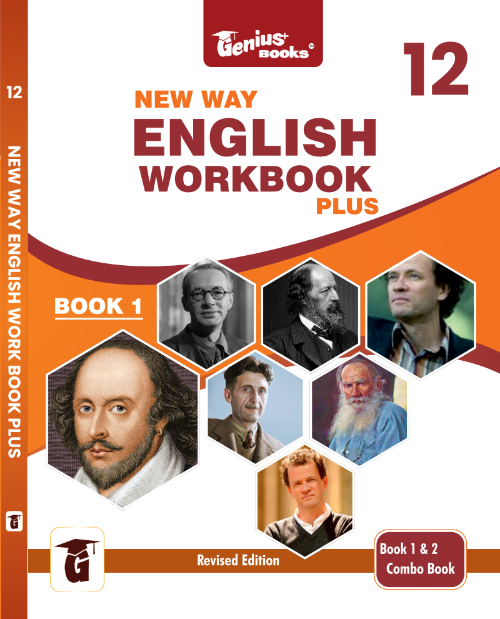 Genius+
BOOKS
12
NEW WAY
ENGLISH
WORKBOOK
PLUS
BOOK 1
Revised Edition
Book 1 & 2
Combo Book
G
12
NEW WAY ENGLISH WORK BOOK PLUS
G